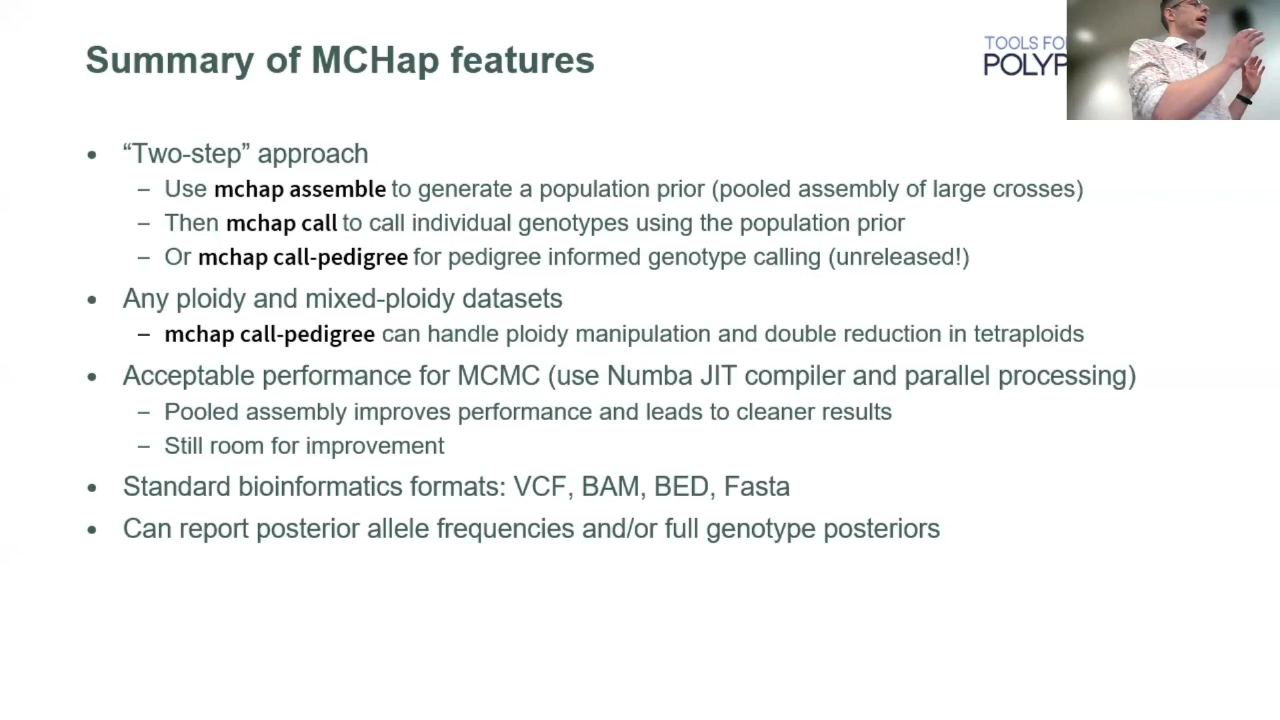 Summary of MCHap features
TOOLS FO
POLYP
• “Two-step” approach
– Use mchap assemble to generate a population prior (pooled assembly of large crosses)
– Then mchap call to call individual genotypes using the population prior
– Or mchap call-pedigree for pedigree informed genotype calling (unreleased!)
• Any ploidy and mixed-ploidy datasets
– mchap call-pedigree can handle ploidy manipulation and double reduction in tetraploids
• Acceptable performance for MCMC (use Numba JIT compiler and parallel processing)
– Pooled assembly improves performance and leads to cleaner results
– Still room for improvement
• Standard bioinformatics formats: VCF, BAM, BED, Fasta
• Can report posterior allele frequencies and/or full genotype posteriors